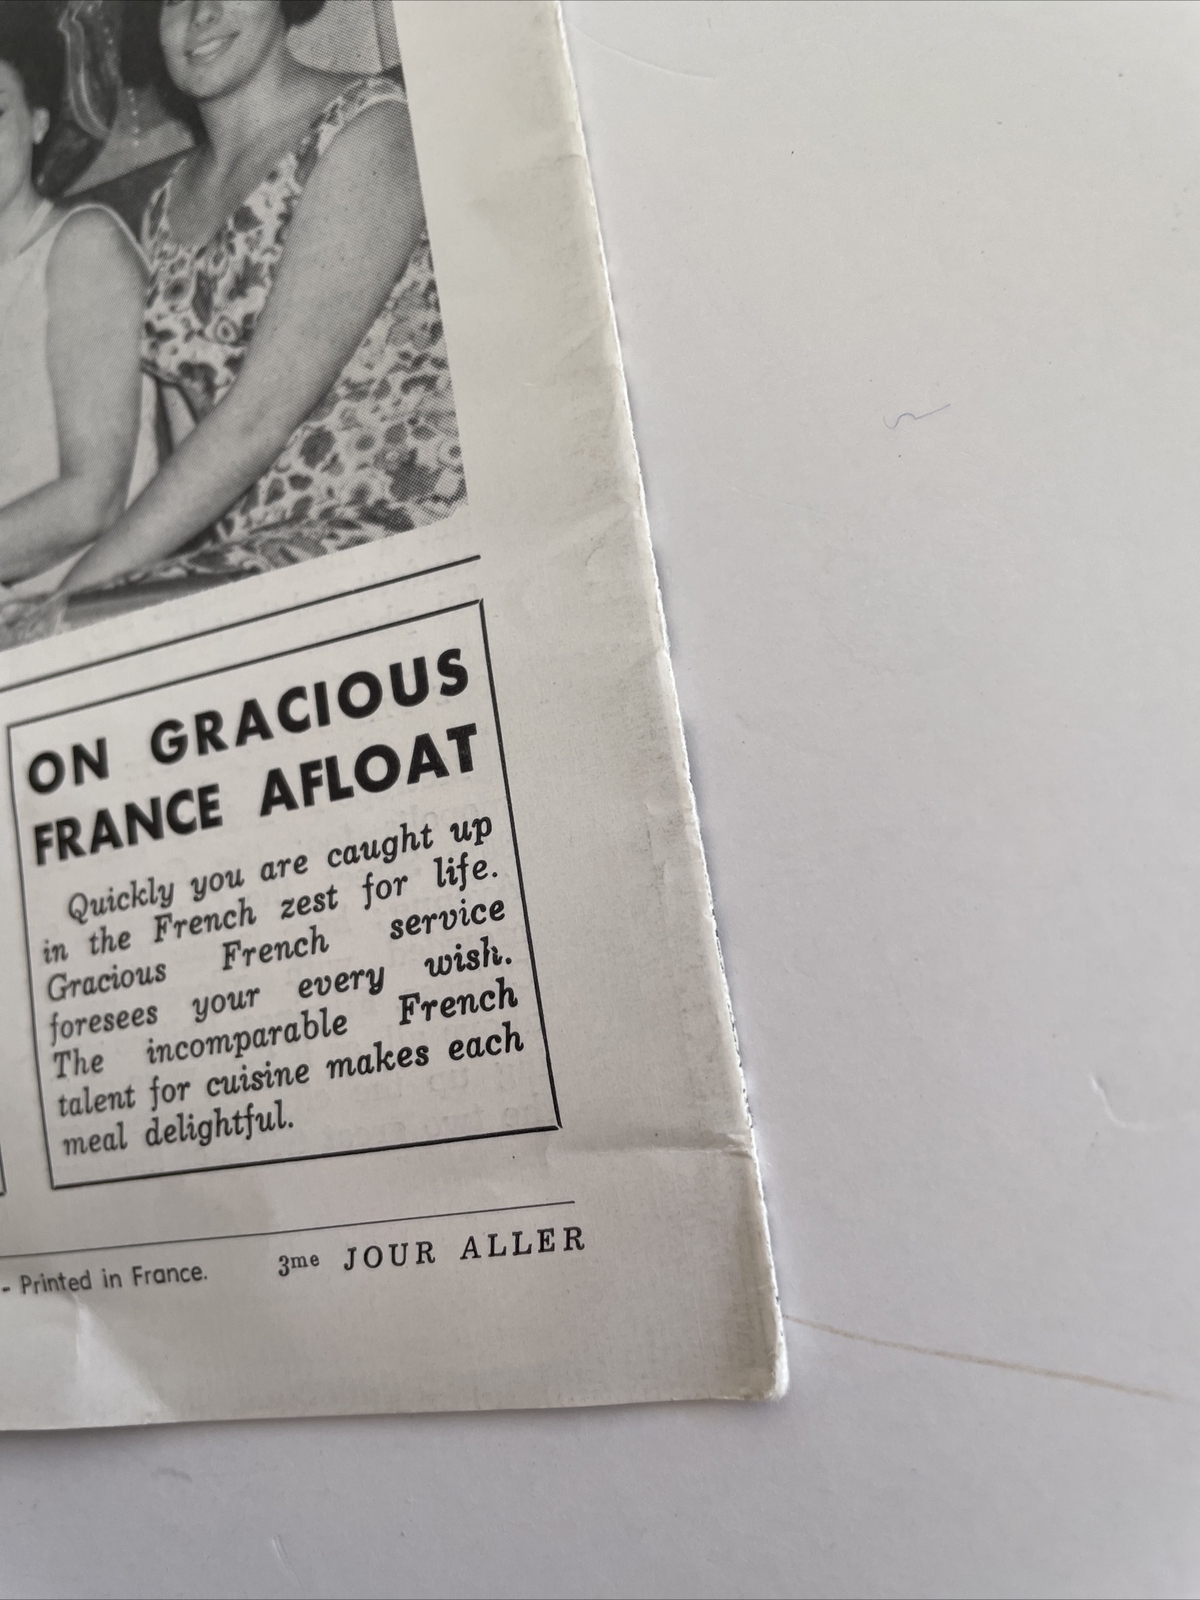 ON GRACIOUS
FRANCE AFLOAT
Quickly you are caught up
in the French zest for life.
Gracious French service
foresees your every wish.
The incomparable French
talent for cuisine makes each
meal delightful.
- Printed in France. 3me JOUR ALLER